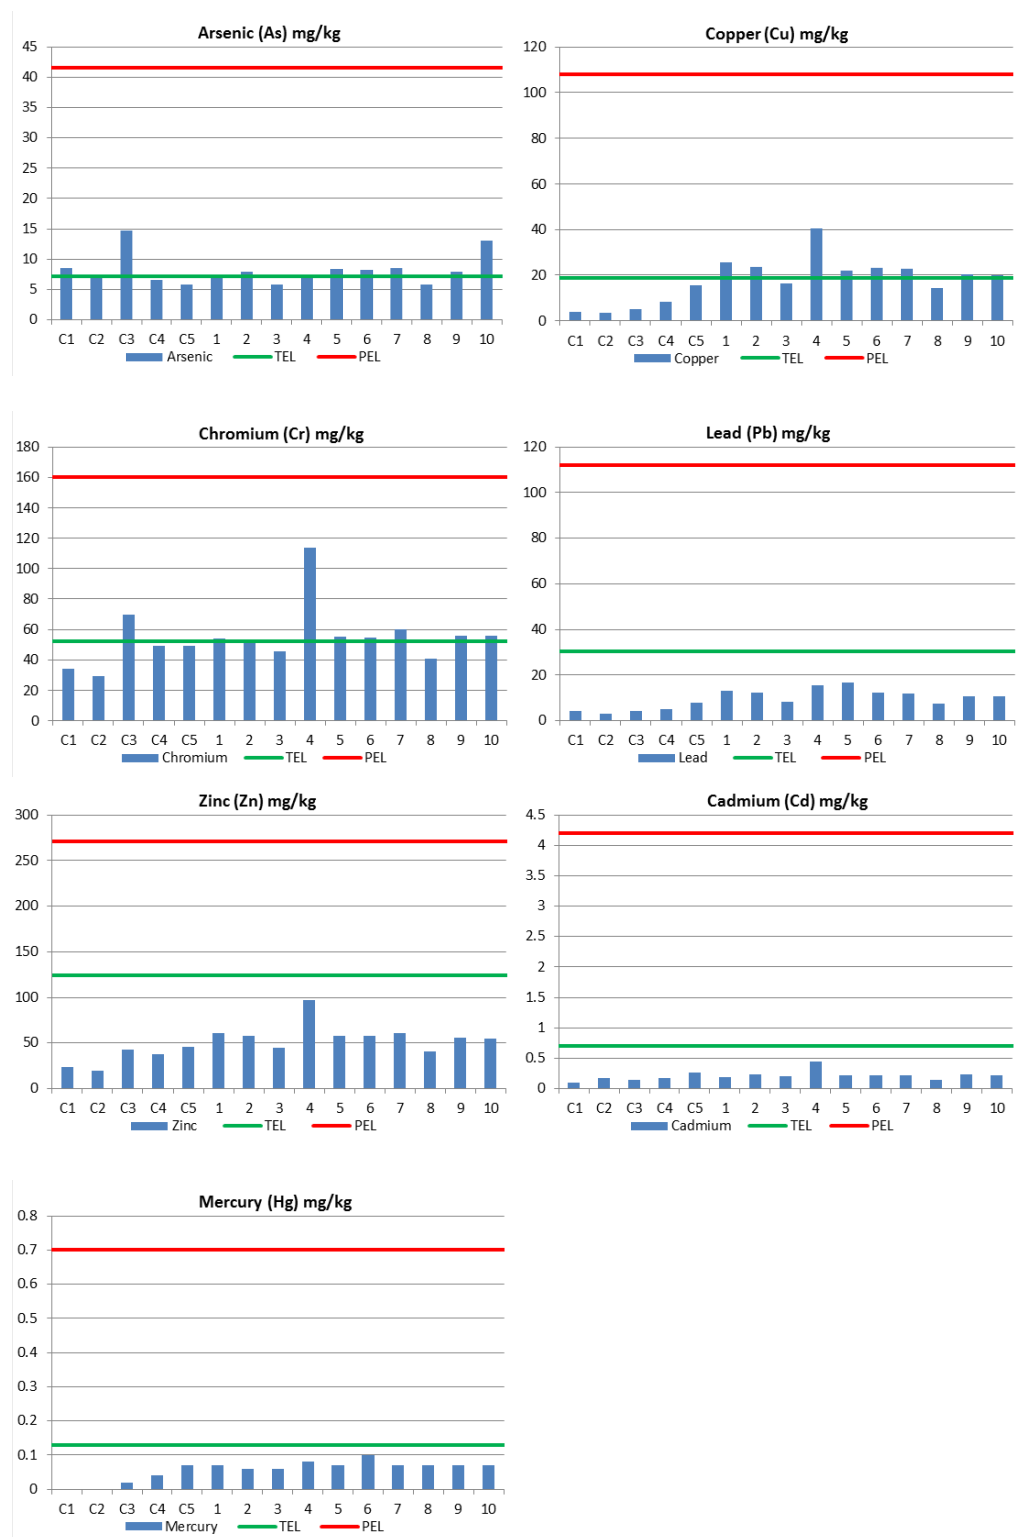 Arsenic (As) mg/kg
45
40
35
30
25
20
15
10
5
0
C1 C2 C3 C4 C5 1 2 3 4 5 6 7 8 9 10
Arsenic TEL PEL
Copper (Cu) mg/kg
120
100
80
60
40
20
0
C1 C2 C3 C4 C5 1 2 3 4 5 6 7 8 9 10
Copper TEL PEL
Chromium (Cr) mg/kg
180
160
140
120
100
80
60
40
20
0
C1 C2 C3 C4 C5 1 2 3 4 5 6 7 8 9 10
Chromium TEL PEL
Lead (Pb) mg/kg
120
100
80
60
40
20
0
C1 C2 C3 C4 C5 1 2 3 4 5 6 7 8 9 10
Lead TEL PEL
Zinc (Zn) mg/kg
300
250
200
150
100
50
0
C1 C2 C3 C4 C5 1 2 3 4 5 6 7 8 9 10
Zinc TEL PEL
Cadmium (Cd) mg/kg
4.5
4
3.5
3
2.5
2
1.5
1
0.5
0
C1 C2 C3 C4 C5 1 2 3 4 5 6 7 8 9 10
Cadmium TEL PEL
Mercury (Hg) mg/kg
0.8
0.7
0.6
0.5
0.4
0.3
0.2
0.1
0
C1 C2 C3 C4 C5 1 2 3 4 5 6 7 8 9 10
Mercury TEL PEL